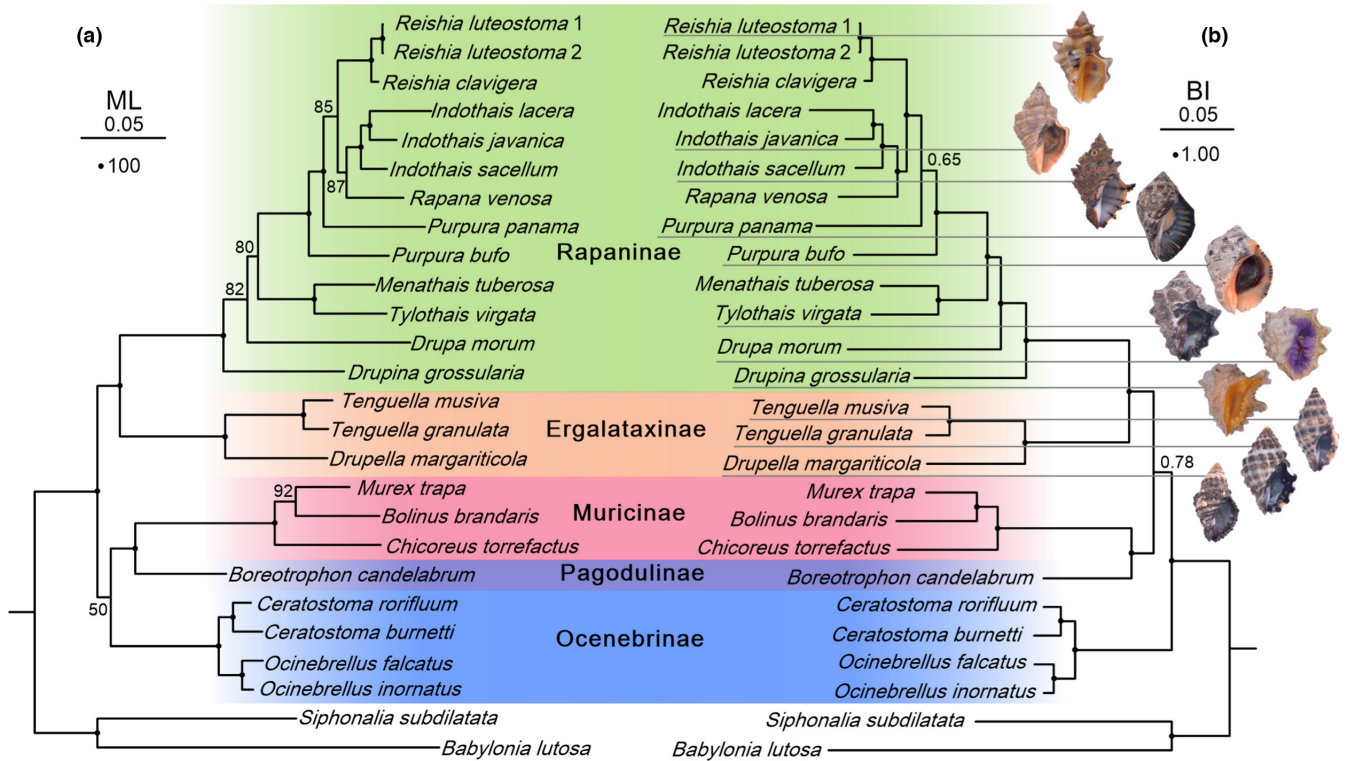 (a)
ML
0.05
•100
Reishia luteostoma 1
Reishia luteostoma 2
Reishia clavigera
85
Indothais lacera
Indothais javanica
Indothais sacellum
87
Rapana venosa
Purpura panama
Purpura bufo
80
Menathais tuberosa
82
Tylothais virgata
Drupa morum
Drupina grossularia
Tenguella musiva
Tenguella granulata
Drupella margariticola
92
Murex trapa
Bolinus brandaris
Chicoreus torrefactus
Boreotrophon candelabrum
50
Ceratostoma rorifluum
Ceratostoma burnetti
Ocinebrellus falcatus
Ocinebrellus inornatus
Siphonalia subdilatata
Babylonia lutosa
Rapaninae
Ergalataxinae
Muricinae
Pagodulinae
Ocenebrinae
(b)
BI
0.05
•1.00
Reishia luteostoma 1
Reishia luteostoma 2
Reishia clavigera
Indothais lacera
Indothais javanica
0.65
Indothais sacellum
Rapana venosa
Purpura panama
Purpura bufo
Menathais tuberosa
Tylothais virgata
Drupa morum
Drupina grossularia
Tenguella musiva
Tenguella granulata
Drupella margariticola
0.78
Murex trapa
Bolinus brandaris
Chicoreus torrefactus
Boreotrophon candelabrum
Ceratostoma rorifluum
Ceratostoma burnetti
Ocinebrellus falcatus
Ocinebrellus inornatus
Siphonalia subdilatata
Babylonia lutosa